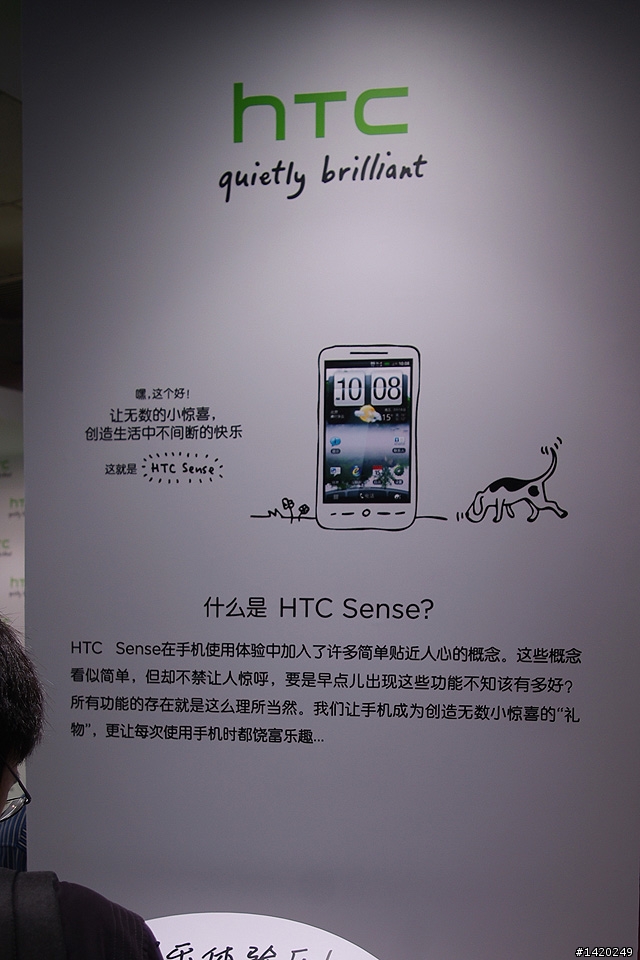 hTC
quietly brilliant
嘿,这个好!
让无数的小惊喜,
创造生活中不间断的快乐
这就是 HTC Sense
10 08
15°
什么是 HTC Sense?
HTC Sense在手机使用体验中加入了许多简单贴近人心的概念。这些概念
看似简单，但却不禁让人惊呼，要是早点儿出现这些功能不知该有多好?
所有功能的存在就是这么理所当然。我们让手机成为创造无数小惊喜的“礼
物”，更让每次使用手机时都饶富乐趣...
#1420249